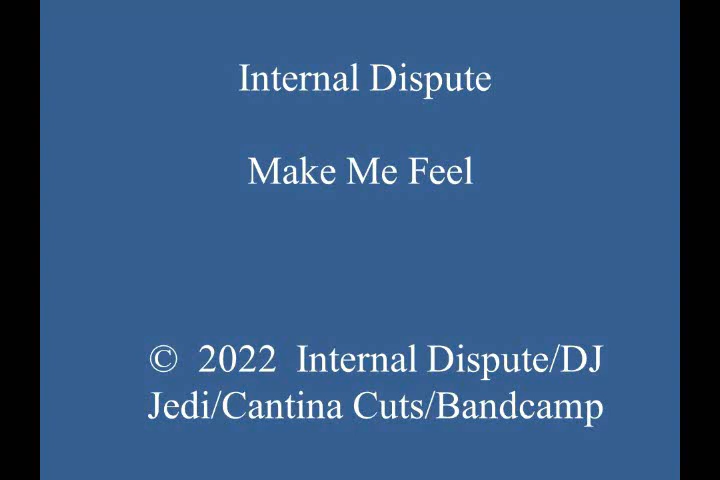 Internal Dispute
Make Me Feel
© 2022 Internal Dispute/DJ
Jedi/Cantina Cuts/Bandcamp